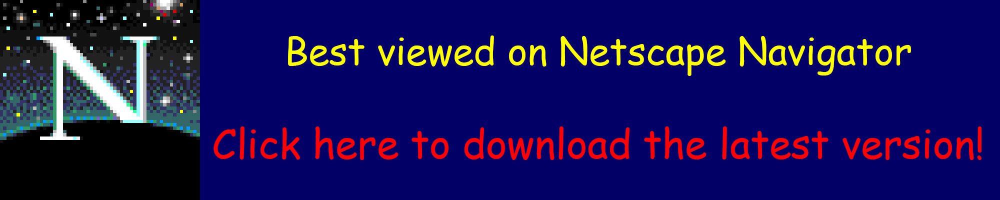 N
Best viewed on Netscape Navigator
Click here to download the latest version!